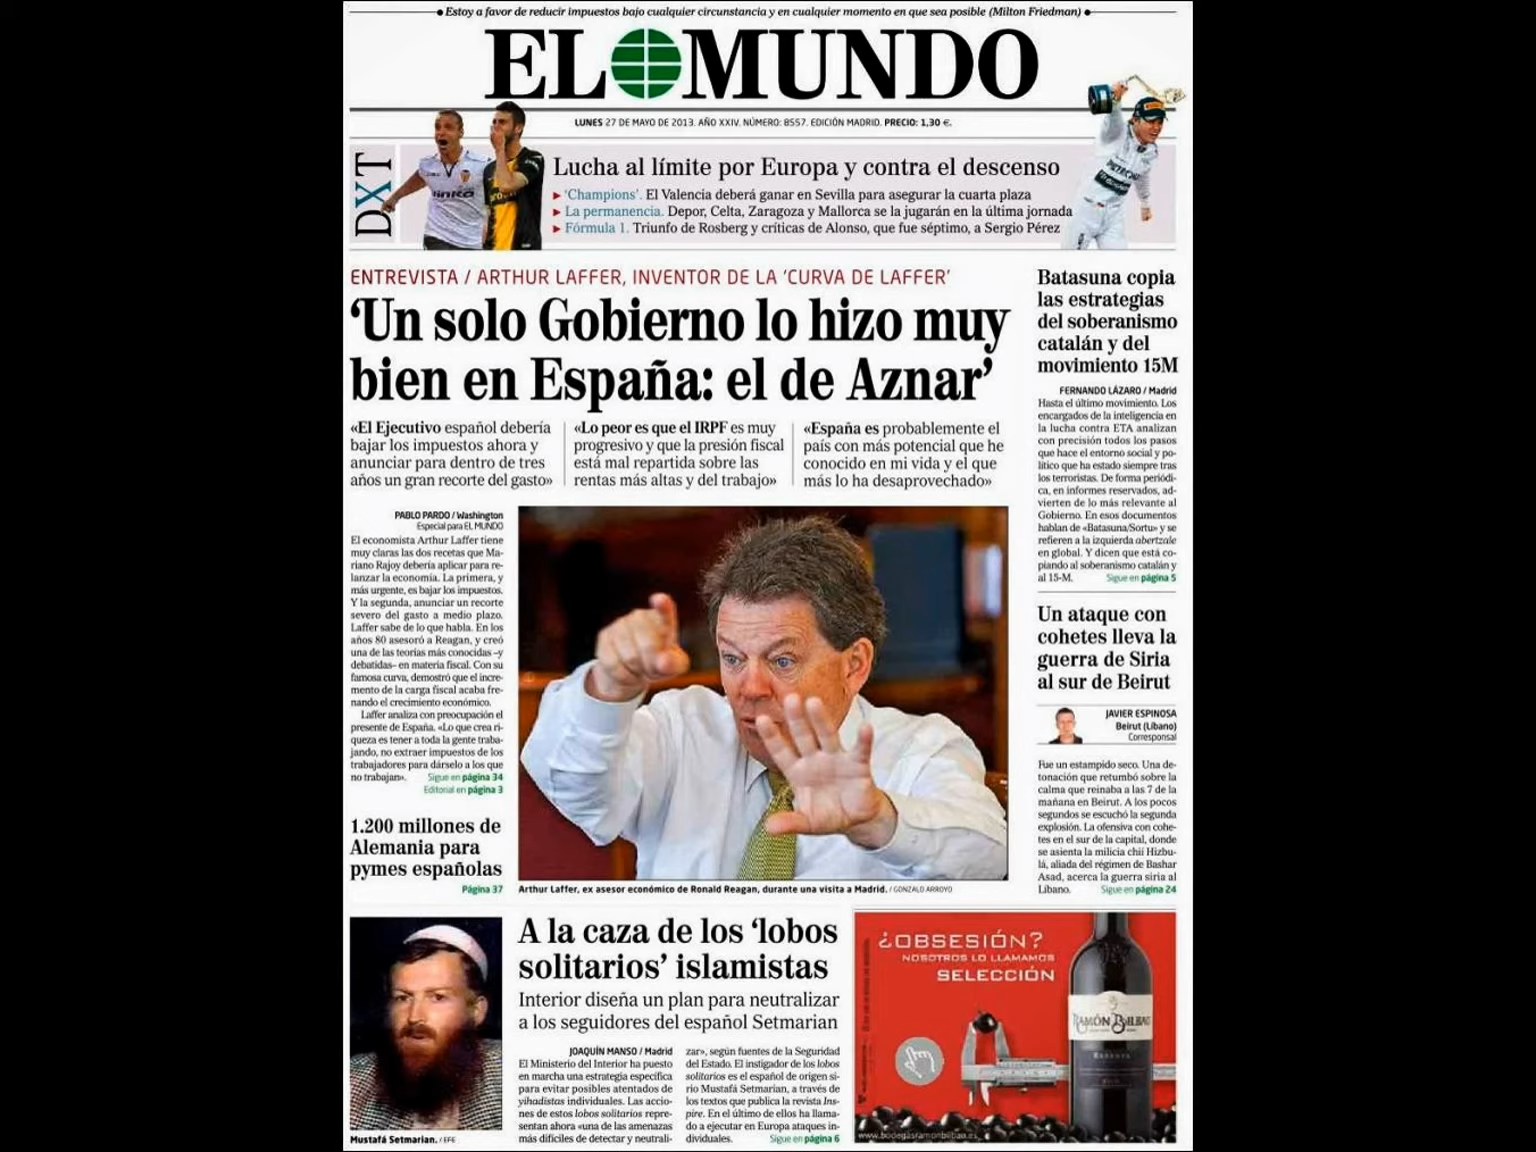 Estoy a favor de reducir impuestos bajo cualquier circunstancia y en cualquier momento en que sea posible (Milton Friedman)
EL MUNDO
LUNES 27 DE MAYO DE 2013. AÑO XXIV. NÚMERO: 8557. EDICIÓN MADRID. PRECIO: 1,30 €.
DXT
Lucha al límite por Europa y contra el descenso
'Champions'. El Valencia deberá ganar en Sevilla para asegurar la cuarta plaza
La permanencia. Depor, Celta, Zaragoza y Mallorca se la jugarán en la última jornada
Fórmula 1. Triunfo de Rosberg y críticas de Alonso, que fue séptimo, a Sergio Pérez
ENTREVISTA / ARTHUR LAFFER, INVENTOR DE LA 'CURVA DE LAFFER'
'Un solo Gobierno lo hizo muy
bien en España: el de Aznar'
«El Ejecutivo español debería
bajar los impuestos ahora y
anunciar para dentro de tres
años un gran recorte del gasto»
«Lo peor es que el IRPF es muy
progresivo y que la presión fiscal
está mal repartida sobre las
rentas más altas y del trabajo»
«España es probablemente el
país con más potencial que he
conocido en mi vida y el que
más lo ha desaprovechado»
PABLO PARDO / Washington
Especial para EL MUNDO
El economista Arthur Laffer tiene
muy claras las dos recetas que Ma-
riano Rajoy debería aplicar para re-
lanzar la economía. La primera, y
más urgente, es bajar los impuestos.
Y la segunda, anunciar un recorte
severo del gasto a medio plazo.
Laffer sabe de lo que habla. En los
años 80 asesoró a Reagan, y creó
una de las teorías más conocidas –y
debatidas– en materia fiscal. Con su
famosa curva, demostró que el incre-
mento de la carga fiscal acaba fre-
nando el crecimiento económico.
Laffer analiza con preocupación el
presente de España. «Lo que crea ri-
queza es tener a toda la gente traba-
jando, no extraer impuestos de los
trabajadores para dárselo a los que
no trabajan». Sigue en página 34
Editorial en página 3
1.200 millones de
Alemania para
pymes españolas
Página 37
Arthur Laffer, ex asesor económico de Ronald Reagan, durante una visita a Madrid. / GONZALO ARROYO
Batasuna copia
las estrategias
del soberanismo
catalán y del
movimiento 15M
FERNANDO LÁZARO / Madrid
Hasta el último movimiento. Los
encargados de la inteligencia en
la lucha contra ETA analizan
con precisión todos los pasos
que hace el entorno social y po-
lítico que ha estado siempre tras
los terroristas. De forma periódi-
ca, en informes reservados, ad-
vierten de lo más relevante al
Gobierno. En esos documentos
hablan de «Batasuna/Sortu» y se
refieren a la izquierda abertzale
en global. Y dicen que está co-
piando al soberanismo catalán y
al 15-M. Sigue en página 5
Un ataque con
cohetes lleva la
guerra de Siria
al sur de Beirut
JAVIER ESPINOSA
Beirut (Líbano)
Corresponsal
Fue un estampido seco. Una de-
tonación que retumbó sobre la
calma que reinaba a las 7 de la
mañana en Beirut. A los pocos
segundos se escuchó la segunda
explosión. La ofensiva con cohe-
tes en el sur de la capital, donde
se asienta la milicia chií Hizbu-
lá, aliada del régimen de Bashar
Asad, acerca la guerra siria al
Líbano. Sigue en página 24
Mustafá Setmarian. / EFE
A la caza de los 'lobos
solitarios' islamistas
Interior diseña un plan para neutralizar
a los seguidores del español Setmarian
JOAQUÍN MANSO / Madrid
El Ministerio del Interior ha puesto
en marcha una estrategia específica
para evitar posibles atentados de
yihadistas individuales. Las accio-
nes de estos lobos solitarios repre-
sentan ahora «una de las amenazas
más difíciles de detectar y neutrali-
zar», según fuentes de la Seguridad
del Estado. El instigador de los lobos
solitarios es el español de origen si-
rio Mustafá Setmarian, a través de
los textos que publica la revista Ins-
pire. En el último de ellos ha llama-
do a ejecutar en Europa ataques in-
dividuales. Sigue en página 6
¿OBSESIÓN?
NOSOTROS LO LLAMAMOS
SELECCIÓN
RAMÓN BILBAO
RESERVA
www.bodegasramonbilbao.es